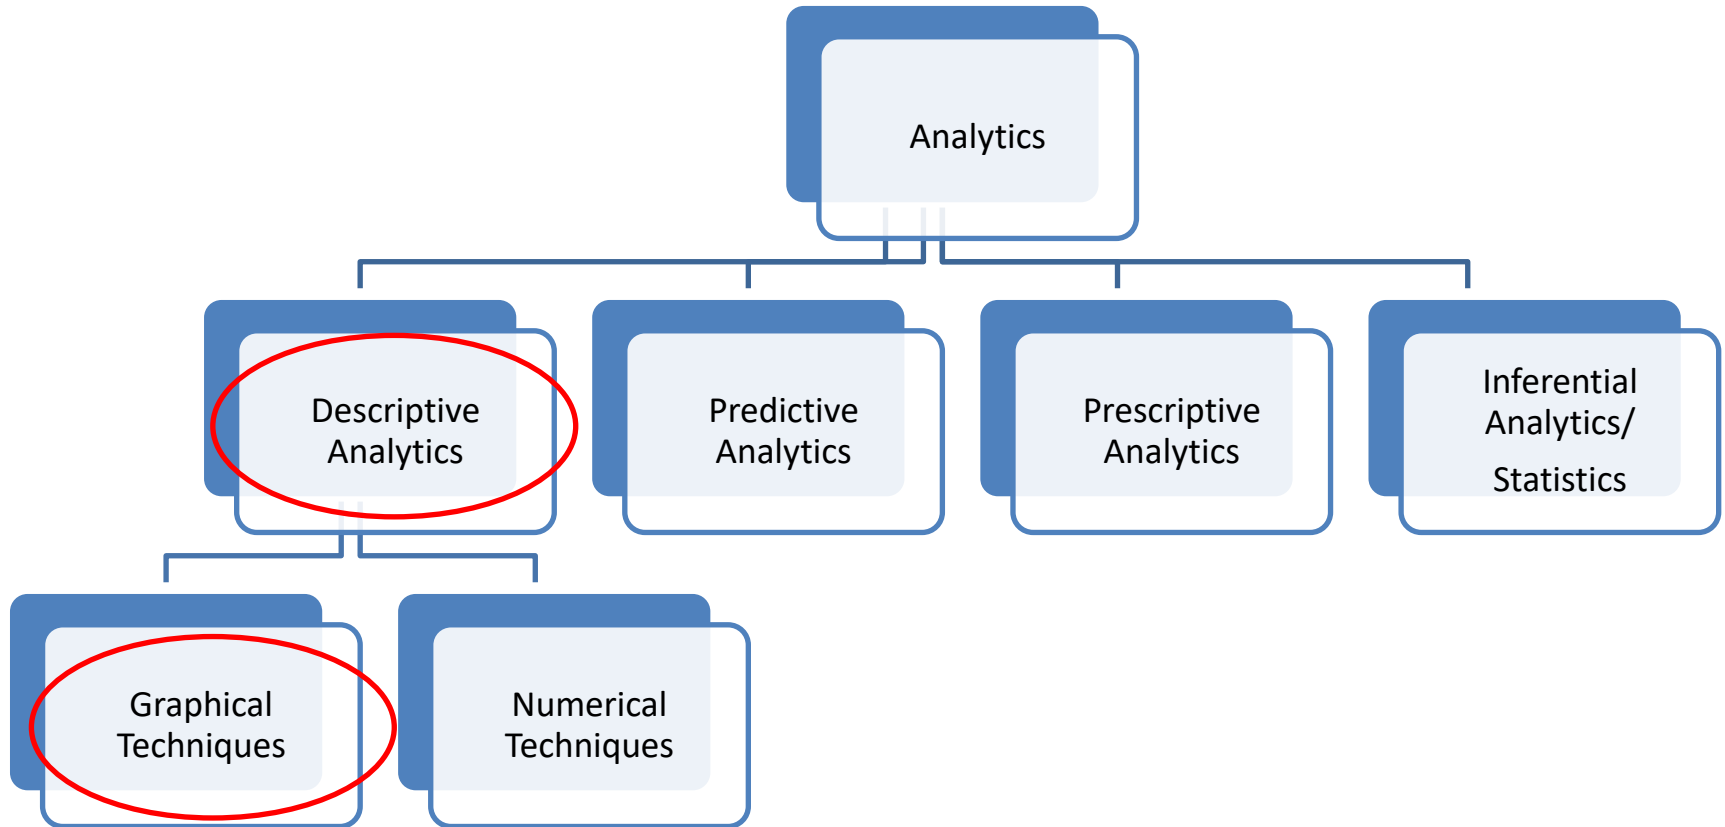 Analytics
Descriptive
Analytics
Predictive
Analytics
Prescriptive
Analytics
Inferential
Analytics/
Statistics
Graphical
Techniques
Numerical
Techniques